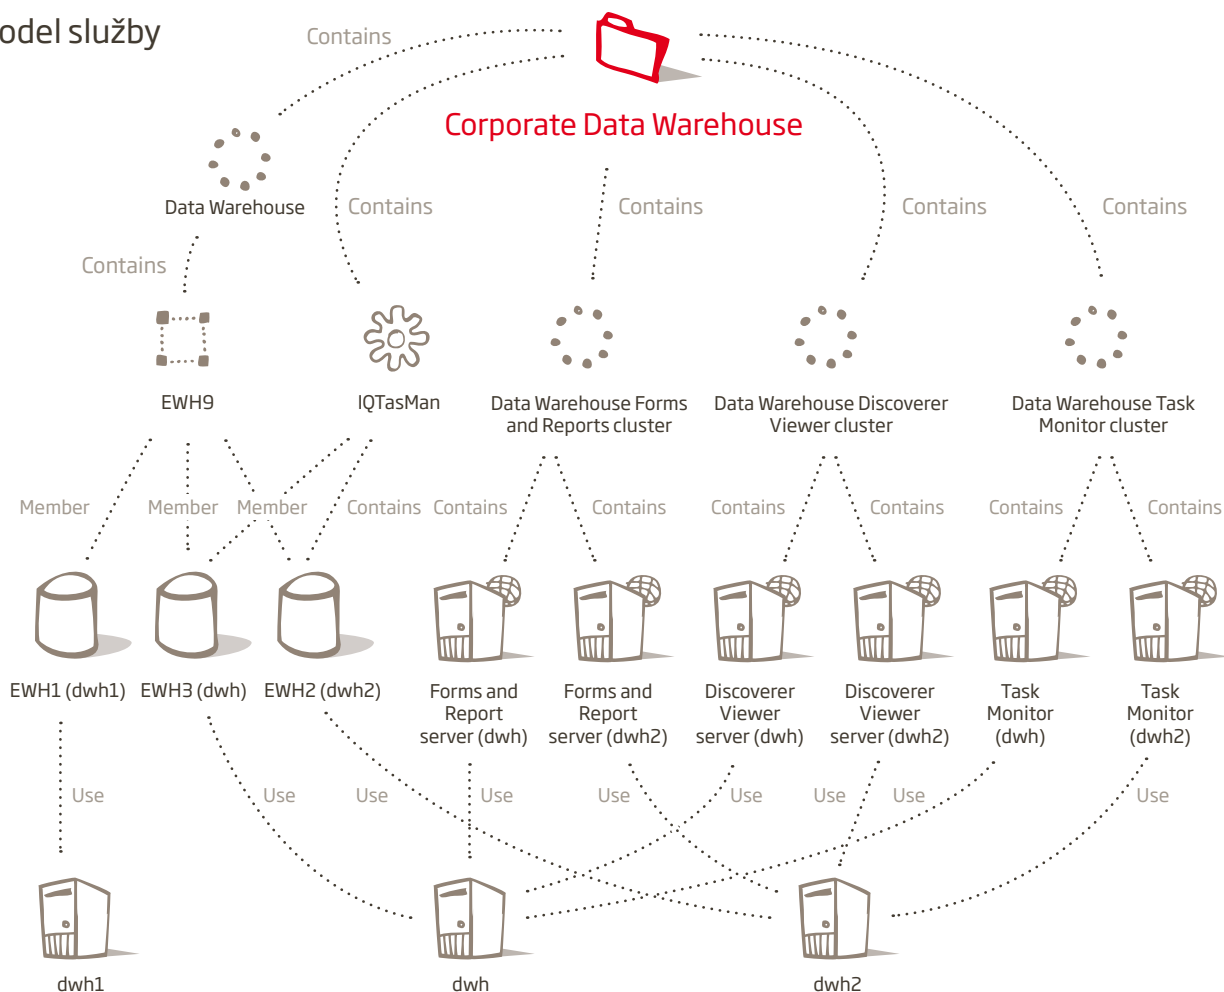 odel služby
Contains
Corporate Data Warehouse
Data Warehouse
Contains
Contains
Contains
Contains
Contains
EWH9
IQTasMan
Data Warehouse Forms
and Reports cluster
Data Warehouse Discoverer
Viewer cluster
Data Warehouse Task
Monitor cluster
Member
Member
Member
Contains
Contains
Contains
Contains
Contains
Contains
Contains
EWH1 (dwh1)
EWH3 (dwh)
EWH2 (dwh2)
Forms and
Report
server (dwh)
Forms and
Report
server (dwh2)
Discoverer
Viewer
server (dwh)
Discoverer
Viewer
server (dwh2)
Task
Monitor
(dwh)
Task
Monitor
(dwh2)
Use
Use
Use
Use
Use
Use
Use
Use
Use
dwh1
dwh
dwh2